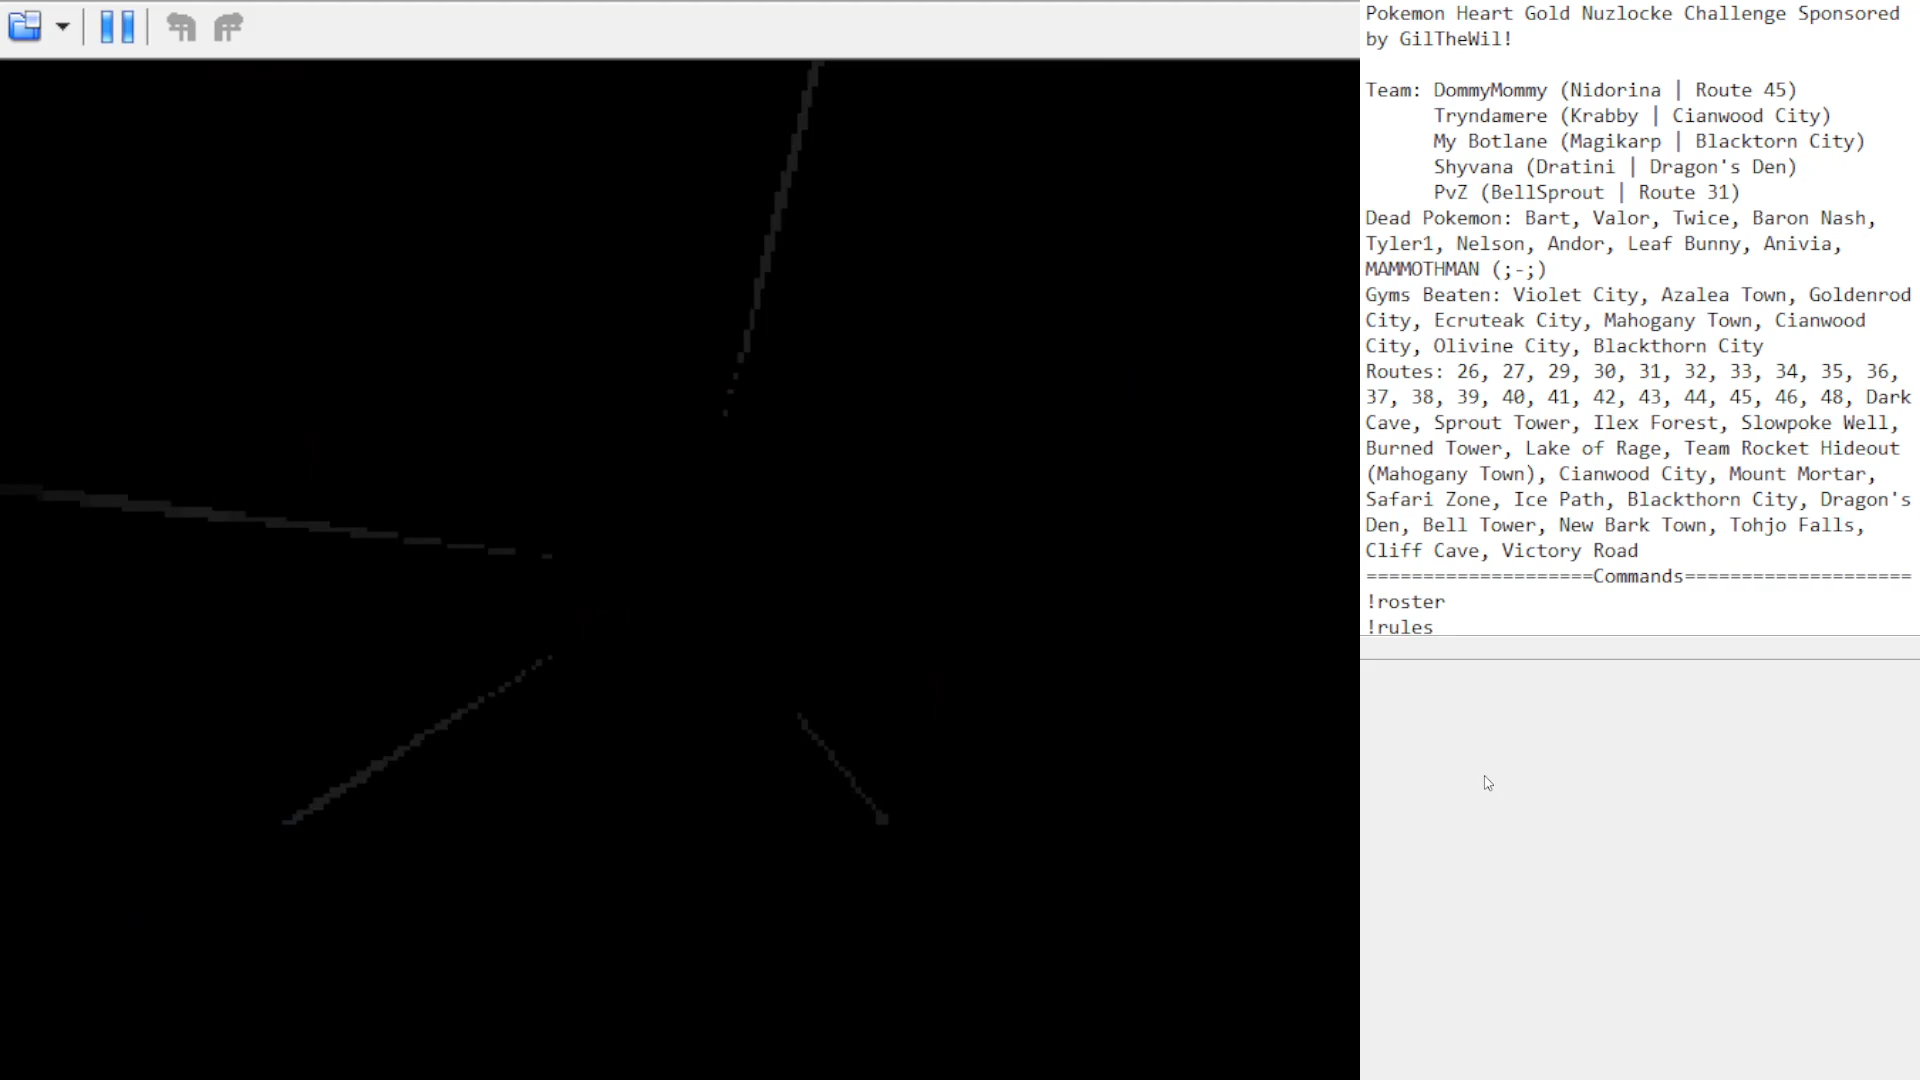 Pokemon Heart Gold Nuzlocke Challenge Sponsored
by GilTheWil!
Team: DommyMommy (Nidorina | Route 45)
Tryndamere (Krabby | Cianwood City)
My Botlane (Magikarp | Blacktorn City)
Shyvana (Dratini | Dragon's Den)
PvZ (BellSprout | Route 31)
Dead Pokemon: Bart, Valor, Twice, Baron Nash,
Tyler1, Nelson, Andor, Leaf Bunny, Anivia,
MAMMOTHMAN (;-;)
Gyms Beaten: Violet City, Azalea Town, Goldenrod
City, Ecruteak City, Mahogany Town, Cianwood
City, Olivine City, Blackthorn City
Routes: 26, 27, 29, 30, 31, 32, 33, 34, 35, 36,
37, 38, 39, 40, 41, 42, 43, 44, 45, 46, 48, Dark
Cave, Sprout Tower, Ilex Forest, Slowpoke Well,
Burned Tower, Lake of Rage, Team Rocket Hideout
(Mahogany Town), Cianwood City, Mount Mortar,
Safari Zone, Ice Path, Blackthorn City, Dragon's
Den, Bell Tower, New Bark Town, Tohjo Falls,
Cliff Cave, Victory Road
====================Commands====================
!roster
!rules